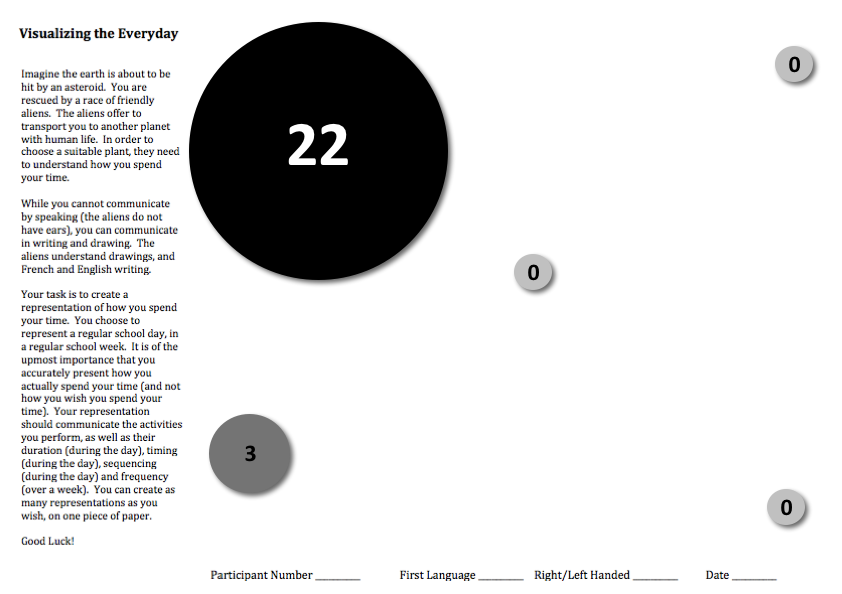 Visualizing the Everyday
Imagine the earth is about to be
hit by an asteroid. You are
rescued by a race of friendly
aliens. The aliens offer to
transport you to another planet
with human life. In order to
choose a suitable plant, they need
to understand how you spend
your time.
While you cannot communicate
by speaking (the aliens do not
have ears), you can communicate
in writing and drawing. The
aliens understand drawings, and
French and English writing.
Your task is to create a
representation of how you spend
your time. You choose to
represent a regular school day, in
a regular school week. It is of the
upmost importance that you
accurately present how you
actually spend your time (and not
how you wish you spend your
time). Your representation
should communicate the activities
you perform, as well as their
duration (during the day), timing
(during the day), sequencing
(during the day) and frequency
(over a week). You can create as
many representations as you
wish, on one piece of paper.
Good Luck!
22
0
0
3
0
Participant Number ________ First Language ________ Right/Left Handed ________ Date ________